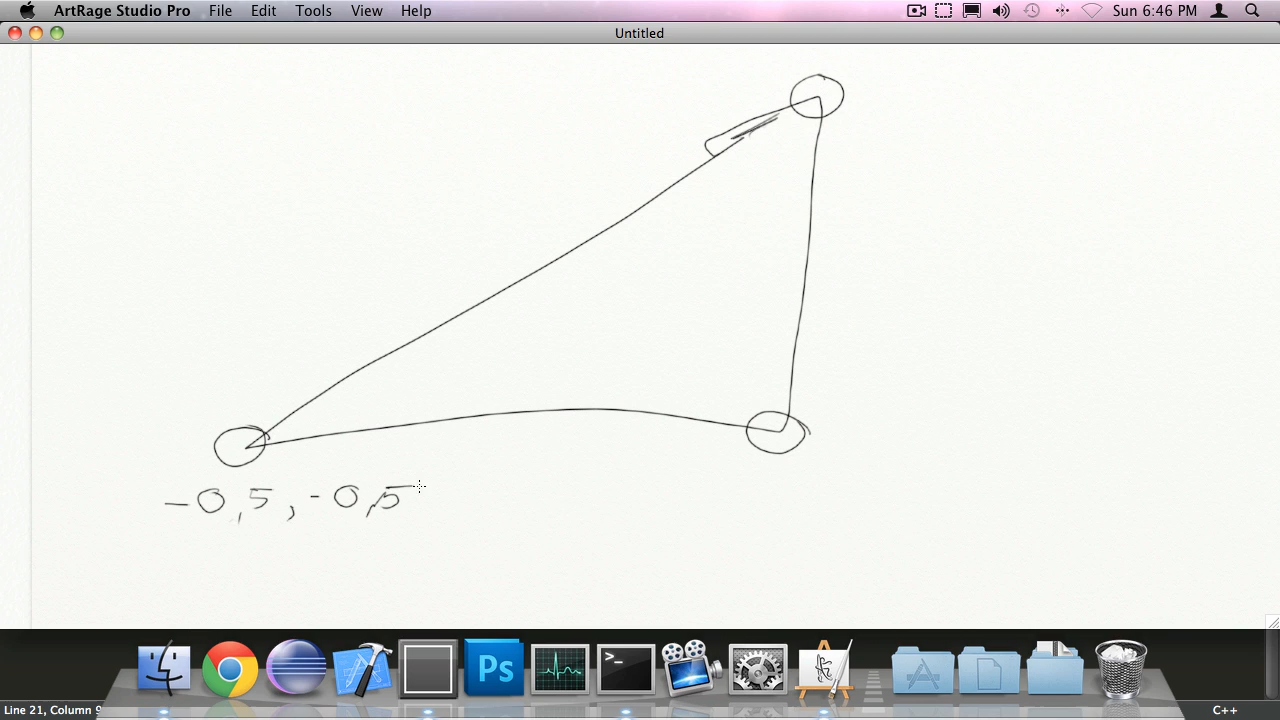 ArtRage Studio Pro File Edit Tools View Help Sun 6:46 PM
Untitled
-0,5, -0,5
Ps
>_
Line 21, Column 9 C++